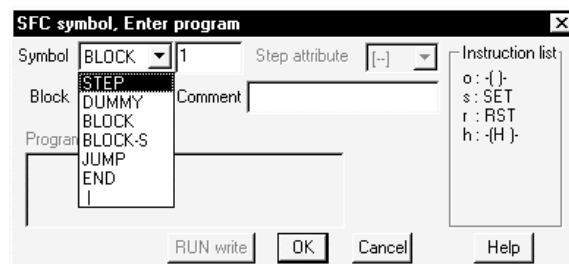 SFC symbol, Enter program
Symbol BLOCK 1 Step attribute [--] Instruction list
o : -( )-
s : SET
r : RST
h : -(H )-
Block Comment
STEP
DUMMY
BLOCK
BLOCK-S
JUMP
END
|
Program
RUN write OK Cancel Help